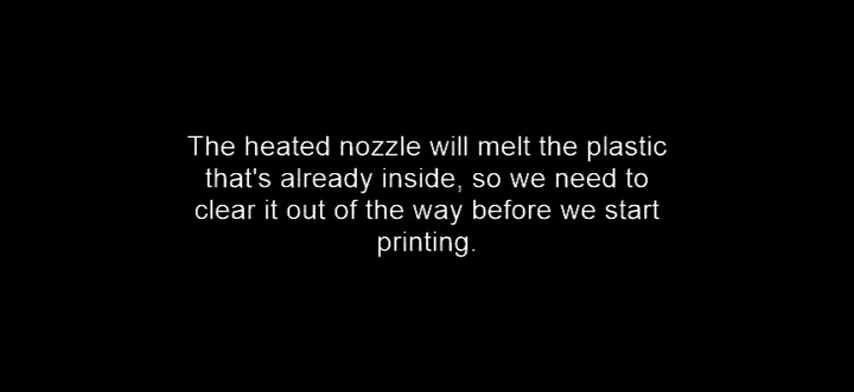 The heated nozzle will melt the plastic
that's already inside, so we need to
clear it out of the way before we start
printing.